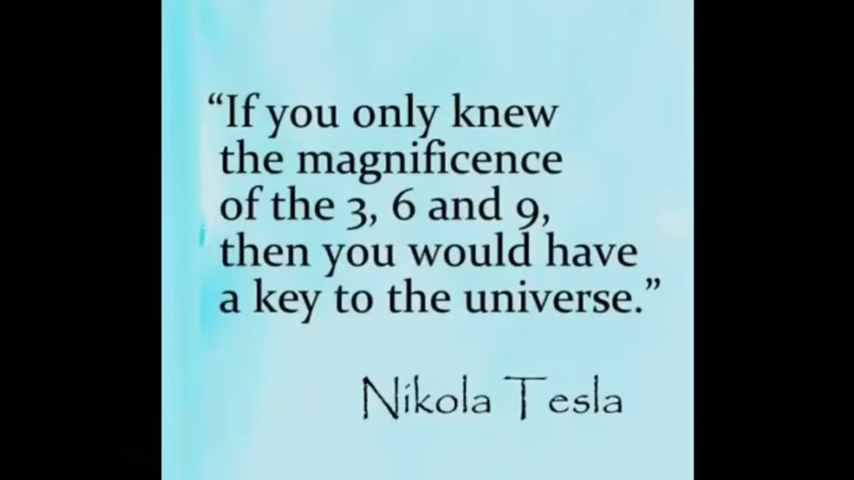 “If you only knew
the magnificence
of the 3, 6 and 9,
then you would have
a key to the universe.”
Nikola Tesla